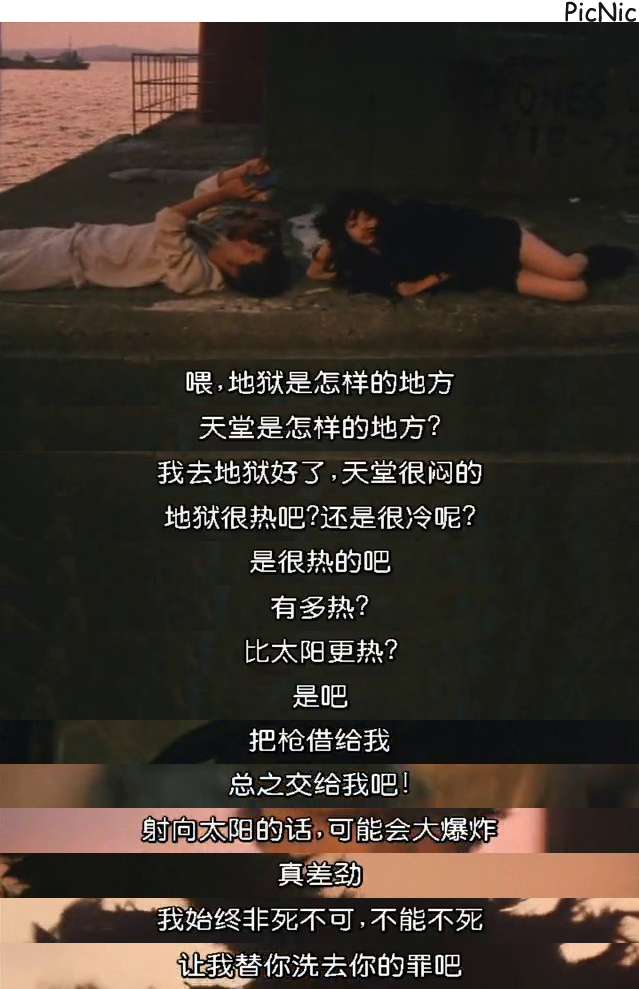 PicNic
JONES
喂,地狱是怎样的地方
天堂是怎样的地方?
我去地狱好了,天堂很闷的
地狱很热吧?还是很冷呢?
是很热的吧
有多热?
比太阳更热?
是吧
把枪借给我
总之交给我吧!
射向太阳的话,可能会大爆炸
真差劲
我始终非死不可,不能不死
让我替你洗去你的罪吧